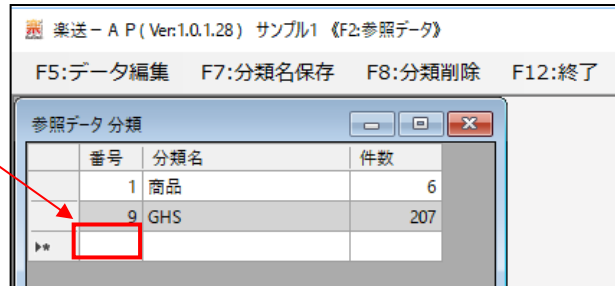 楽送－ＡＰ( Ver:1.0.1.28 ) サンプル1 《F2:参照データ》
F5:データ編集 F7:分類名保存 F8:分類削除 F12:終了
参照データ 分類
番号 分類名 件数
1 商品 6
9 GHS 207